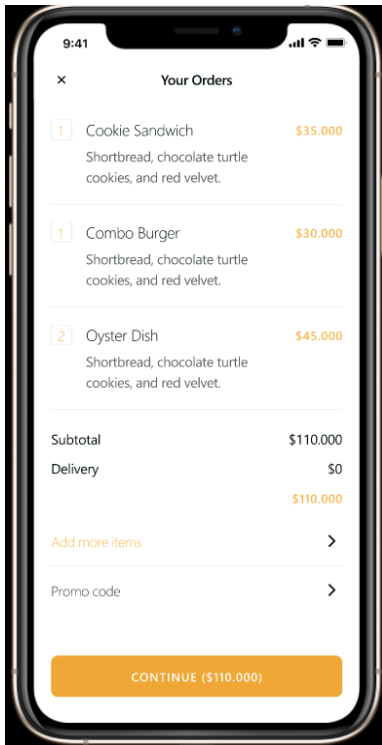 9:41
Your Orders
1 Cookie Sandwich $35.000
Shortbread, chocolate turtle
cookies, and red velvet.
1 Combo Burger $30.000
Shortbread, chocolate turtle
cookies, and red velvet.
2 Oyster Dish $45.000
Shortbread, chocolate turtle
cookies, and red velvet.
Subtotal $110.000
Delivery $0
$110.000
Add more items
Promo code
CONTINUE ($110.000)